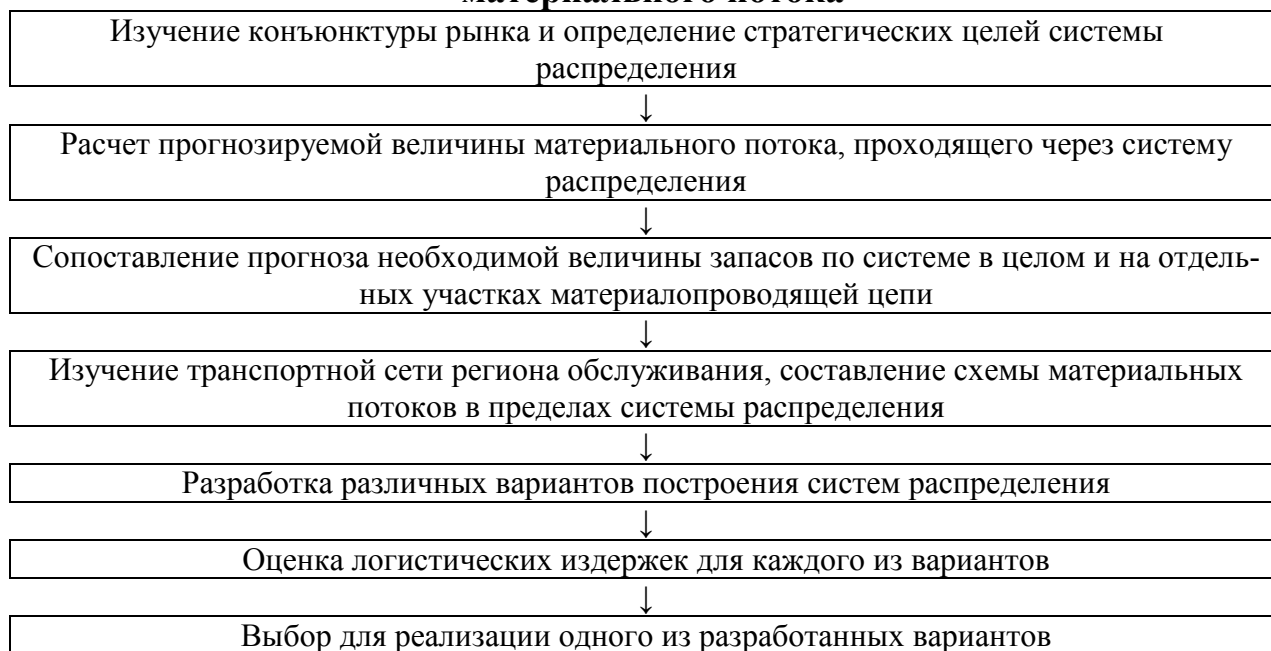 материального потока
Изучение конъюнктуры рынка и определение стратегических целей системы
распределения
↓
Расчет прогнозируемой величины материального потока, проходящего через систему
распределения
↓
Сопоставление прогноза необходимой величины запасов по системе в целом и на отдель-
ных участках материалопроводящей цепи
↓
Изучение транспортной сети региона обслуживания, составление схемы материальных
потоков в пределах системы распределения
↓
Разработка различных вариантов построения систем распределения
↓
Оценка логистических издержек для каждого из вариантов
↓
Выбор для реализации одного из разработанных вариантов